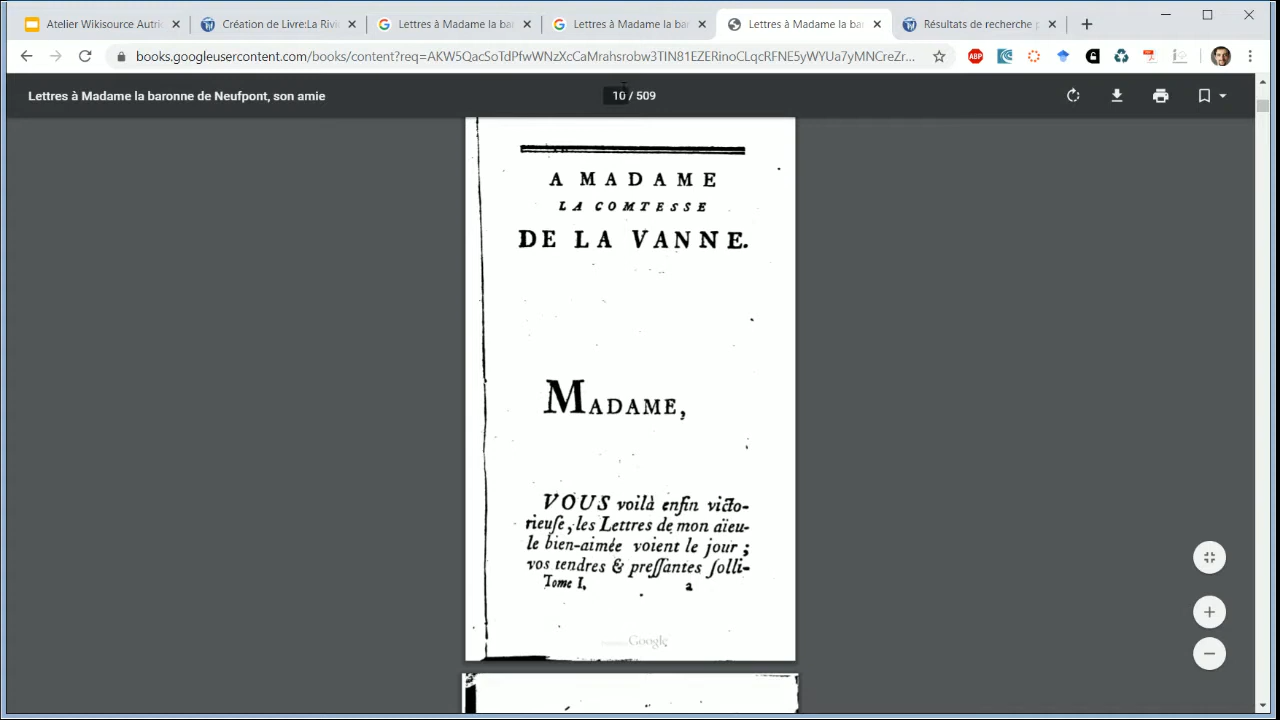 Atelier Wikisource Autri
Création de Livre:La Rivi
Lettres à Madame la ba
Lettres à Madame la bar
Lettres à Madame la bar
Résultats de recherche p
books.googleusercontent.com/books/content?req=
ABP
Lettres à Madame la baronne de Neufpont, son amie
10 / 509
A MADAME
LA COMTESSE
DE LA VANNE.
MADAME,
VOUS voilà enfin victo-
rieuſe, les Lettres de mon aïeu-
le bien-aimée voient le jour ;
vos tendres & preſſantes ſolli-
Tome I. a
Google